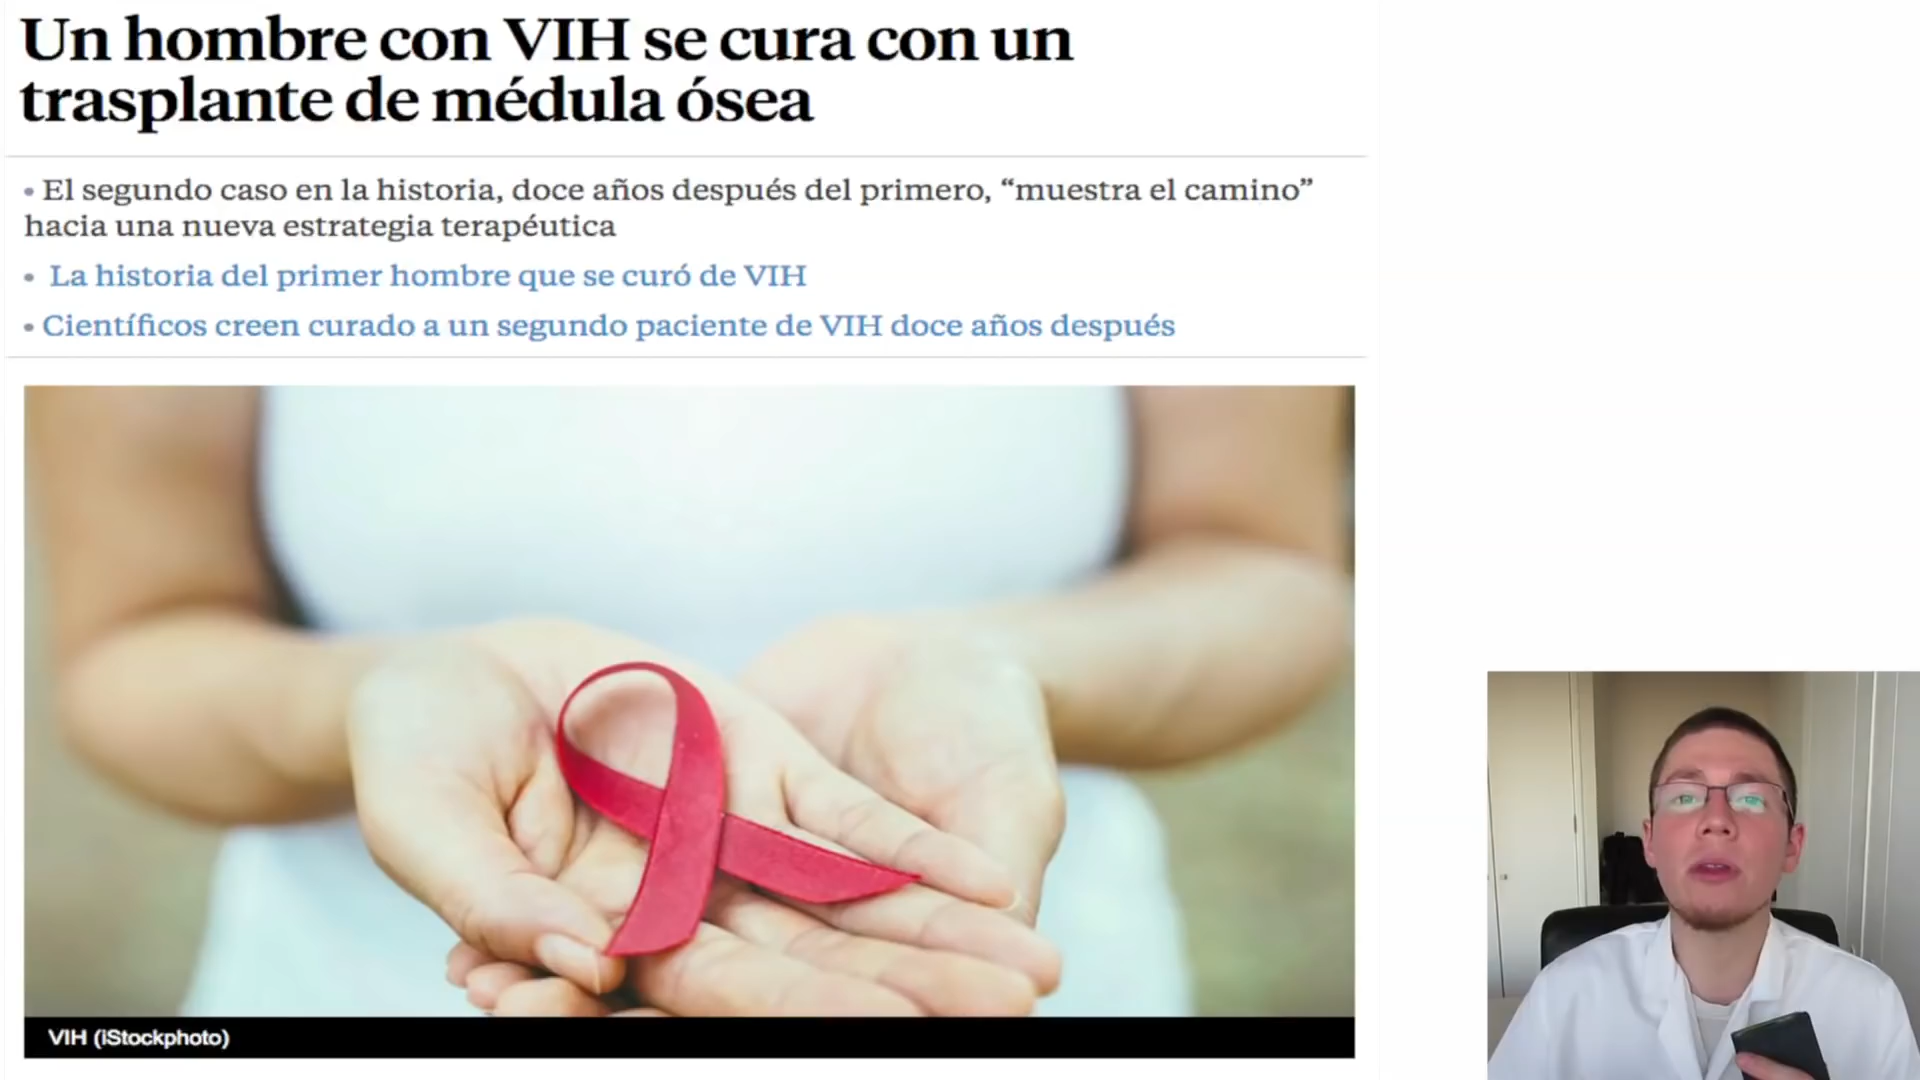 Un hombre con VIH se cura con un
trasplante de médula ósea
• El segundo caso en la historia, doce años después del primero, “muestra el camino”
hacia una nueva estrategia terapéutica
• La historia del primer hombre que se curó de VIH
• Científicos creen curado a un segundo paciente de VIH doce años después
VIH (iStockphoto)